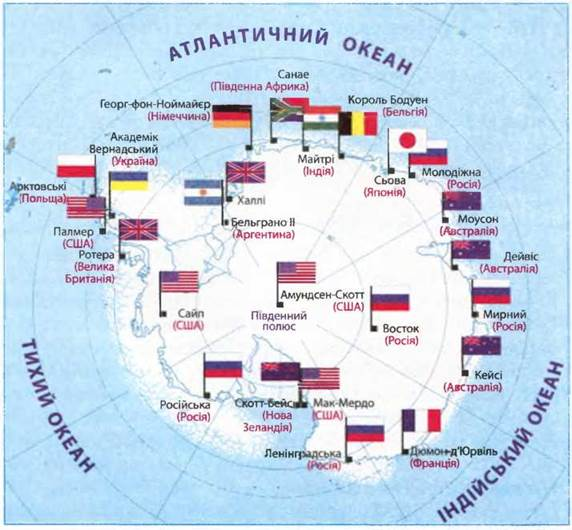 АТЛАНТИЧНИЙ ОКЕАН
Санае
(Південна Африка)
Георг-фон-Ноймайєр
(Німеччина)
Король Бодуен
(Бельгія)
Академік
Вернадський
(Україна)
Майтрі
(Індія)
Сьова
(Японія)
Молодіжна
(Росія)
Арктовські
(Польща)
Халлі
Моусон
(Австралія)
Палмер
(США)
Бельграно II
(Аргентина)
Ротера
(Велика
Британія)
Дейвіс
(Австралія)
Амундсен-Скотт
(США)
Південний
полюс
Сайп
(США)
Восток
(Росія)
Мирний
(Росія)
Кейсі
(Австралія)
Російська
(Росія)
Скотт-Бейс
(Нова
Зеландія)
Мак-Мердо
(США)
Ленінградська
(Росія)
Дюмон-д'Юрвіль
(Франція)
ТИХИЙ ОКЕАН
ІНДІЙСЬКИЙ ОКЕАН